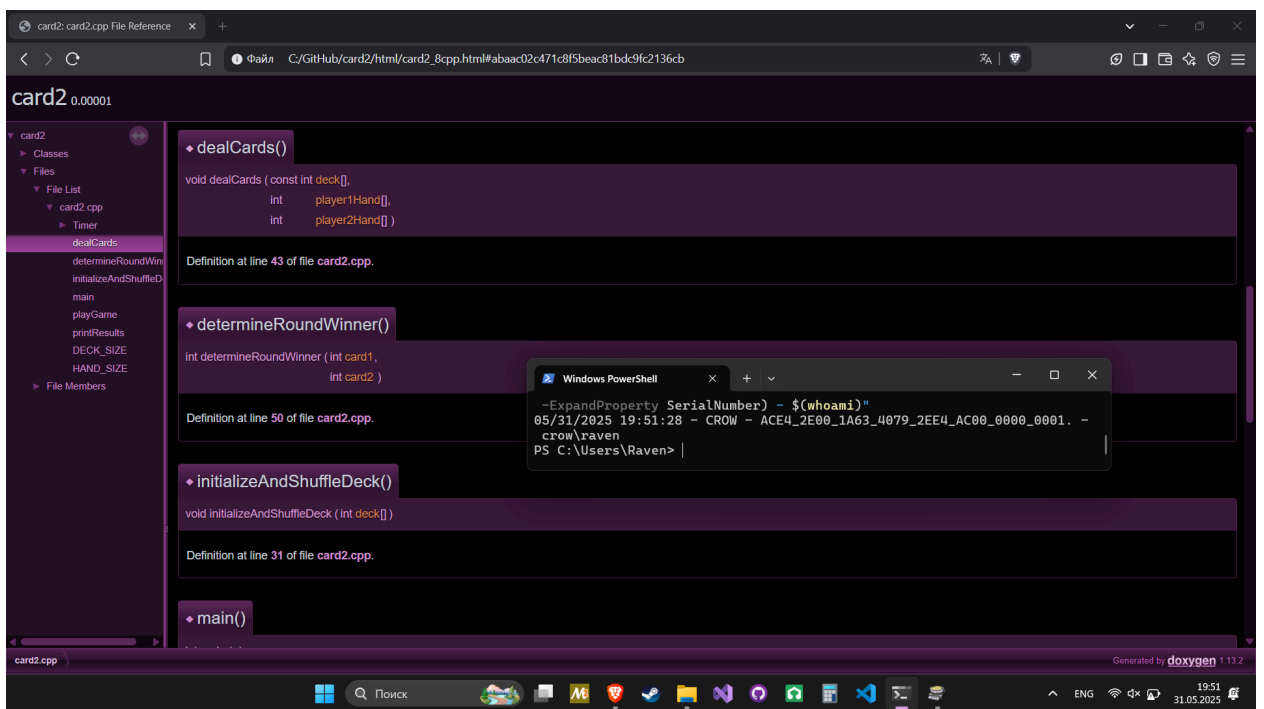 card2: card2.cpp File Reference
Файл C:/GitHub/card2/html/card2_8cpp.html#abaac02c471c8f5beac81bdc9fc2136cb
card2 0.00001
card2
Classes
Files
File List
card2.cpp
Timer
dealCards
determineRoundWin
initializeAndShuffleD
main
playGame
printResults
DECK_SIZE
HAND_SIZE
File Members
dealCards()
void dealCards ( const int deck[],
int player1Hand[],
int player2Hand[] )
Definition at line 43 of file card2.cpp.
determineRoundWinner()
int determineRoundWinner ( int card1,
int card2 )
Definition at line 50 of file card2.cpp.
Windows PowerShell
-ExpandProperty SerialNumber) - $(whoami)"
05/31/2025 19:51:28 - CROW - ACE4_2E00_1A63_4079_2EE4_AC00_0000_0001. -
crow\raven
PS C:\Users\Raven>
initializeAndShuffleDeck()
void initializeAndShuffleDeck ( int deck[] )
Definition at line 31 of file card2.cpp.
main()
card2.cpp
Generated by doxygen 1.13.2
Поиск
ENG
19:51
31.05.2025